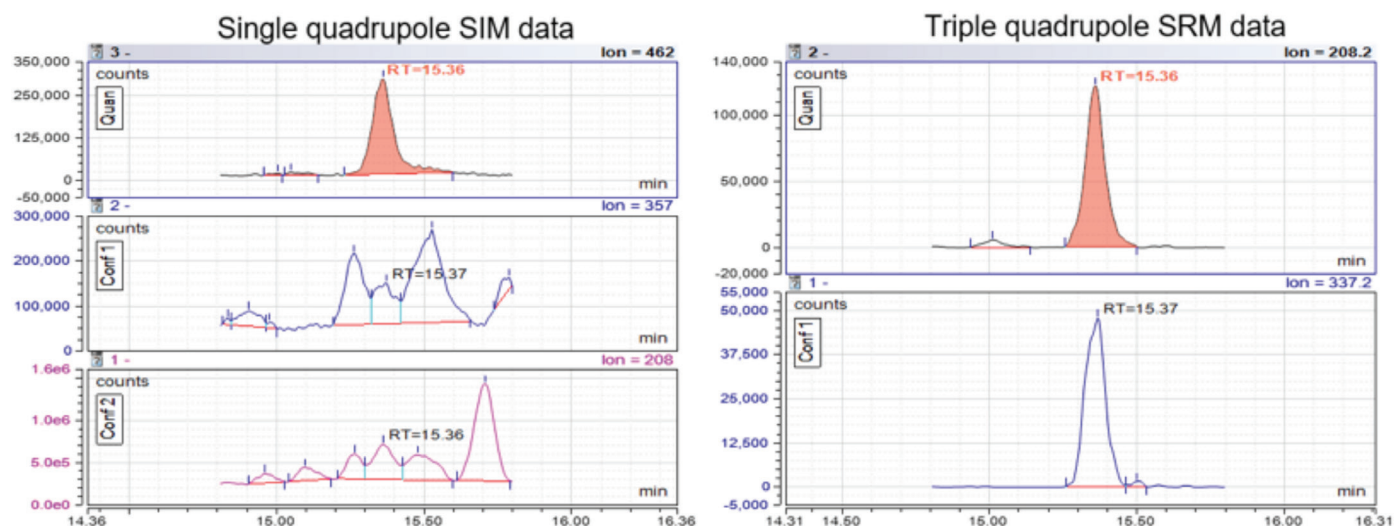 Single quadrupole SIM data
3 -
Ion = 462
350,000
counts
RT=15.36
250,000
Quan
125,000
0
min
-50,000
2 -
Ion = 357
300,000
counts
Conf 1
200,000
RT=15.37
100,000
min
0
1 -
Ion = 208
1.6e6
counts
Conf 2
1.0e6
RT=15.36
5.0e5
min
0.0e0
14.36 15.00 15.50 16.00 16.36
Triple quadrupole SRM data
2 -
Ion = 208.2
140,000
counts
RT=15.36
Quan
100,000
50,000
0
min
-20,000
1 -
Ion = 337.2
55,000
counts
50,000
RT=15.37
Conf 1
37,500
25,000
12,500
0
min
-5,000
14.31 14.50 15.00 15.50 16.00 16.31